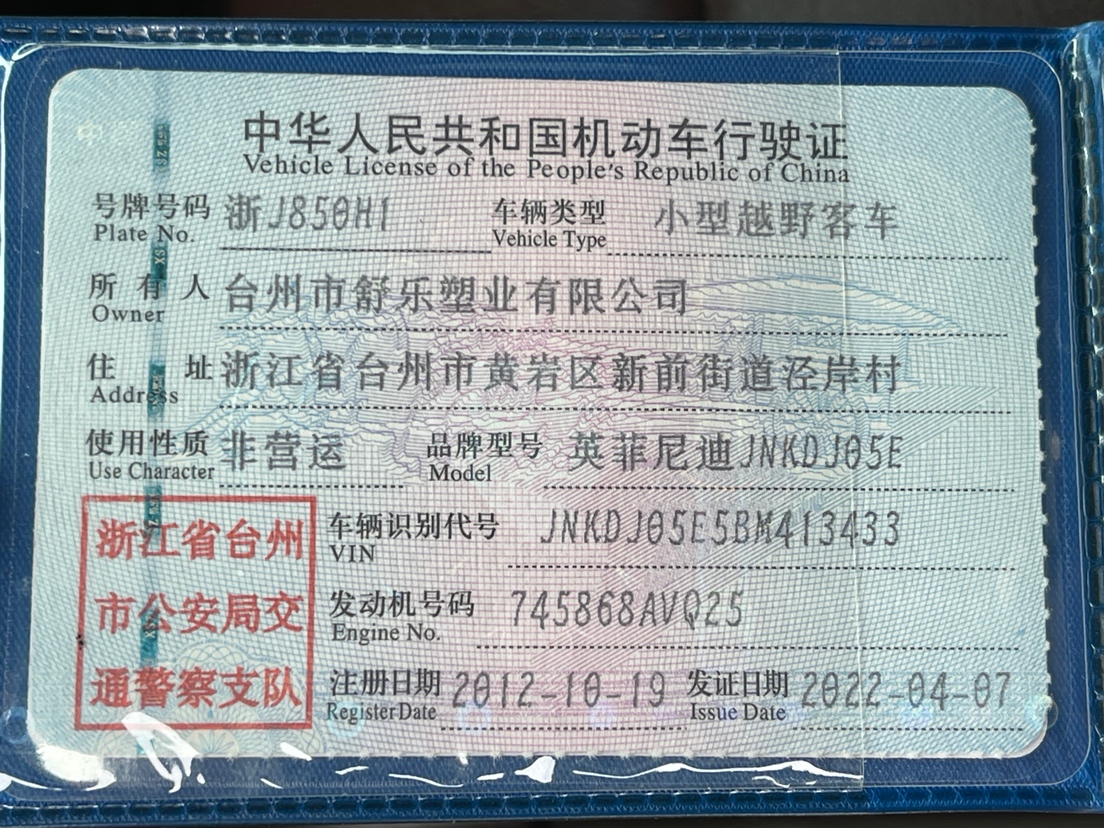 中华人民共和国机动车行驶证
Vehicle License of the People's Republic of China
号牌号码 浙J850H1 车辆类型 小型越野客车
Plate No. Vehicle Type
所有人 台州市舒乐塑业有限公司
Owner
住址 浙江省台州市黄岩区新前街道泾岸村
Address
使用性质 非营运 品牌型号 英菲尼迪JNKDJ05E
Use Character Model
浙江省台州
市公安局交
通警察支队
车辆识别代号 JNKDJ05E5BM413433
VIN
发动机号码 745868AVQ25
Engine No.
注册日期 2012-10-19 发证日期 2022-04-07
Register Date Issue Date